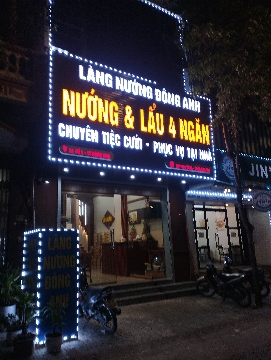 LÀNG NƯỚNG ĐÔNG ANH
NƯỚNG & LẨU 4 NGĂN
CHUYÊN TIỆC CƯỚI - PHỤC VỤ TẠI NHÀ
JIN
LÀNG
NƯỚNG
ĐÔNG
ANH